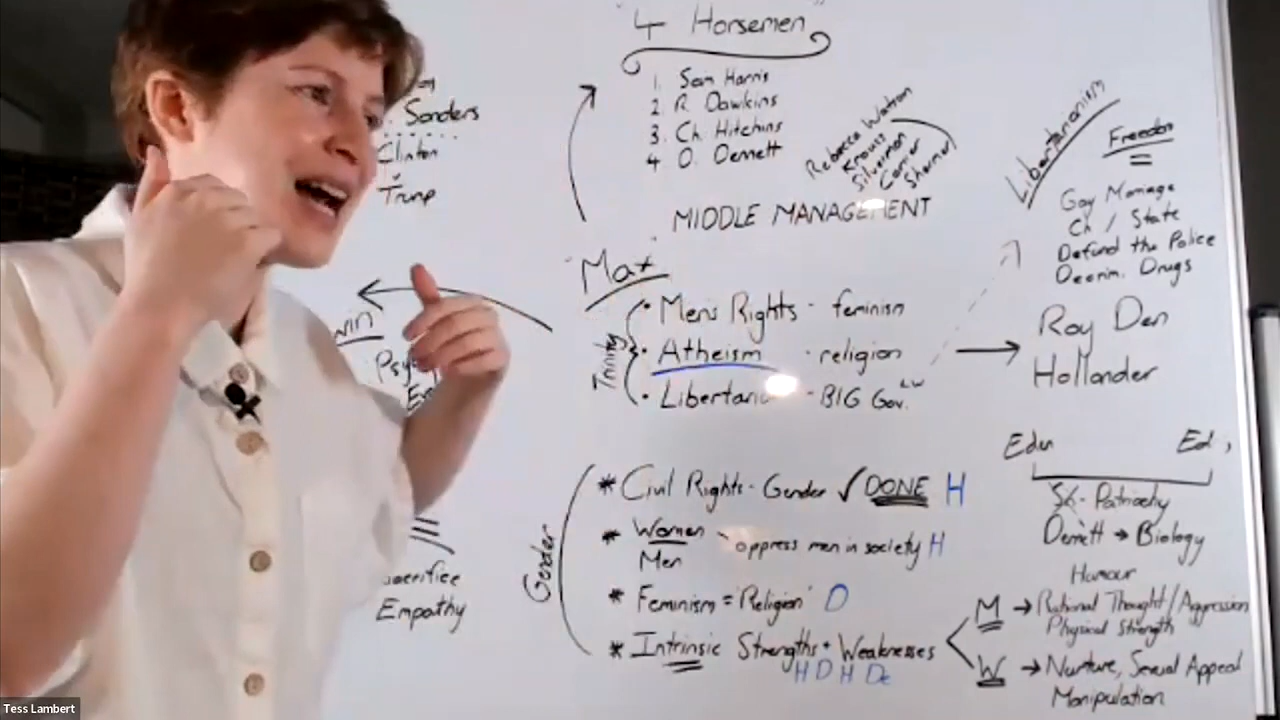 "4 Horsemen"
1. Sam Harris
2. R. Dawkins
3. Ch. Hitchins
4 D. Dennett
Sanders
Clinton
Trump
Rebecca Watson
Krauss
Silverman
Carrier
Shermer
MIDDLE MANAGEMENT
Libertarianism
Freedom
Gay Marriage
Ch / State
Defund the Police
Decrim. Drugs
Max
Trinity
• Men's Rights - feminism
• Atheism - religion
• Libertaria - BIG Gov.
Roy Den
Hollander
win
Psy
Sacrifice
Empathy
Gender
* Civil Rights - Gender ✓ DONE H
* Women - oppress men in society H
Men
* Feminism = 'Religion' D
* Intrinsic Strengths + Weaknesses
H D H De
Eden Ed,
Patriarchy
Dennett → Biology
Humour
M → Rational Thought / Aggression
Physical Strength
W → Nurture, Sexual Appeal
Manipulation
Tess Lambert